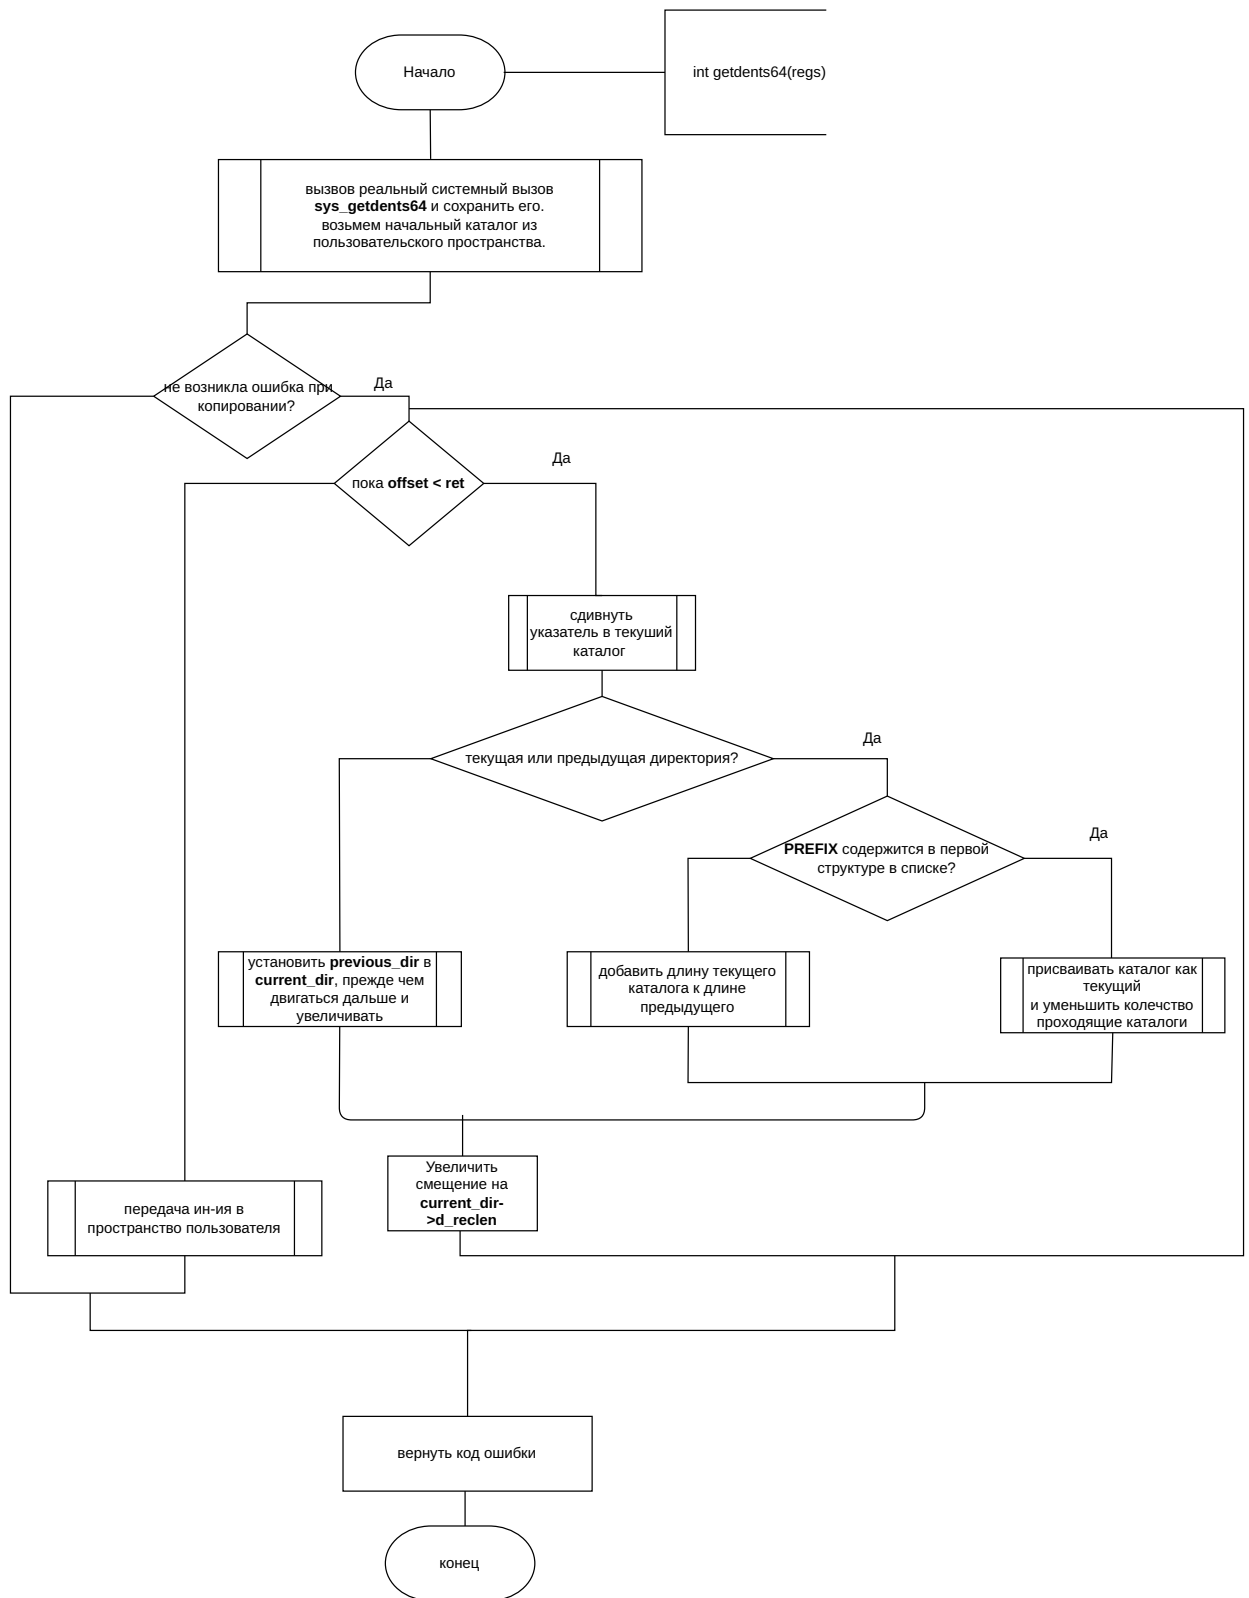 Начало
int getdents64(regs)
вызвов реальный системный вызов
sys_getdents64 и сохранить его.
возьмем начальный каталог из
пользовательского пространства.
не возникла ошибка при
копировании?
Да
пока offset < ret
Да
сдивнуть
указатель в текуший
каталог
текущая или предыдущая директория?
Да
PREFIX содержится в первой
структуре в списке?
Да
установить previous_dir в
current_dir, прежде чем
двигаться дальше и
увеличивать
добавить длину текущего
каталога к длине
предыдущего
присваивать каталог как
текущий
и уменьшить колечство
проходящие каталоги
Увеличить
смещение на
current_dir-
>d_reclen
передача ин-ия в
пространство пользователя
вернуть код ошибки
конец